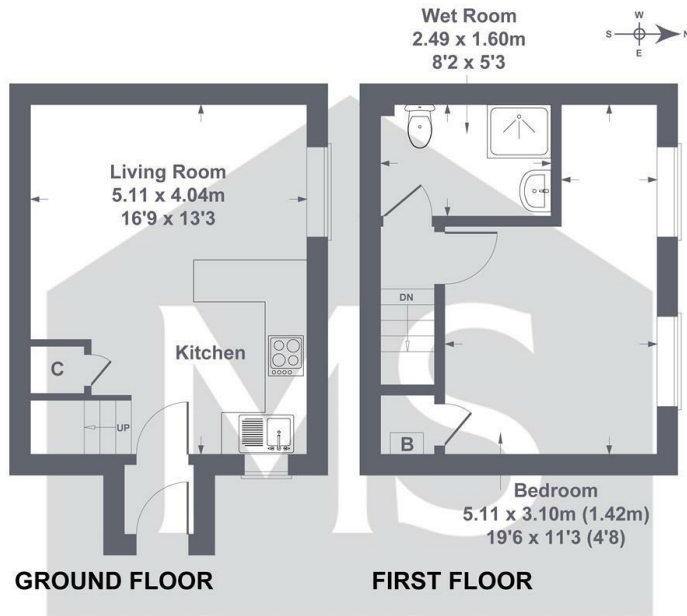 Wet Room
2.49 x 1.60m
8'2 x 5'3
W
S
N
E
Living Room
5.11 x 4.04m
16'9 x 13'3
Kitchen
C
UP
DN
B
Bedroom
5.11 x 3.10m (1.42m)
19'6 x 11'3 (4'8)
MS
GROUND FLOOR
FIRST FLOOR